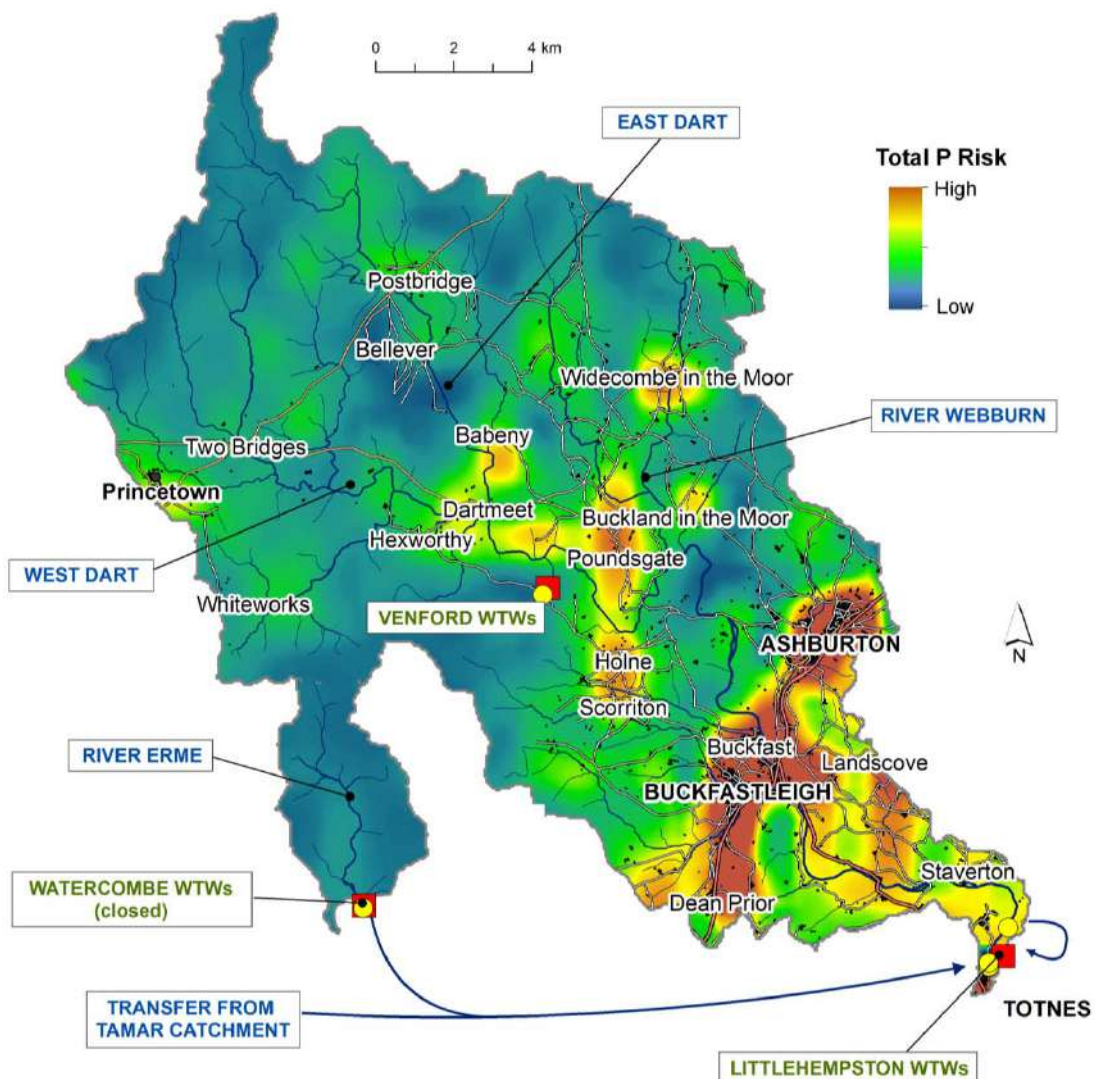 0 2 4 km
EAST DART
Total P Risk
High
Low
Postbridge
Bellever
Widecombe in the Moor
RIVER WEBBURN
Babeny
Two Bridges
Princetown
Dartmeet
Buckland in the Moor
Hexworthy
Poundsgate
WEST DART
Whiteworks
VENFORD WTWs
ASHBURTON
N
Holne
Scorriton
RIVER ERME
Buckfast
Landscove
BUCKFASTLEIGH
WATERCOMBE WTWs
(closed)
Staverton
Dean Prior
TRANSFER FROM
TAMAR CATCHMENT
TOTNES
LITTLEHEMPSTON WTWs